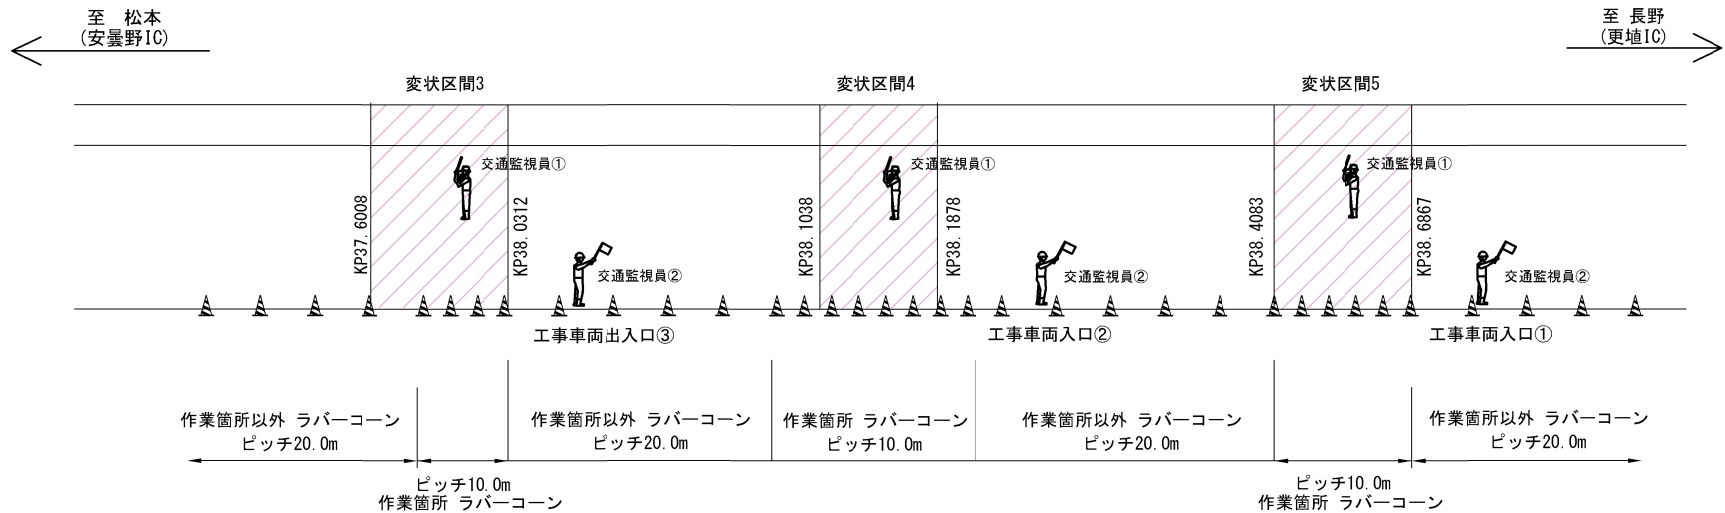 至　松本
(安曇野IC)
至 長野
(更埴IC)
変状区間3
変状区間4
変状区間5
交通監視員①
交通監視員①
交通監視員①
KP37.6008
KP38.0312
KP38.1038
KP38.1878
KP38.4083
KP38.6867
交通監視員②
交通監視員②
交通監視員②
工事車両出入口③
工事車両入口②
工事車両入口①
作業箇所以外 ラバーコーン
ピッチ20.0m
作業箇所以外 ラバーコーン
ピッチ20.0m
作業箇所 ラバーコーン
ピッチ10.0m
作業箇所以外 ラバーコーン
ピッチ20.0m
作業箇所以外 ラバーコーン
ピッチ20.0m
ピッチ10.0m
作業箇所 ラバーコーン
ピッチ10.0m
作業箇所 ラバーコーン